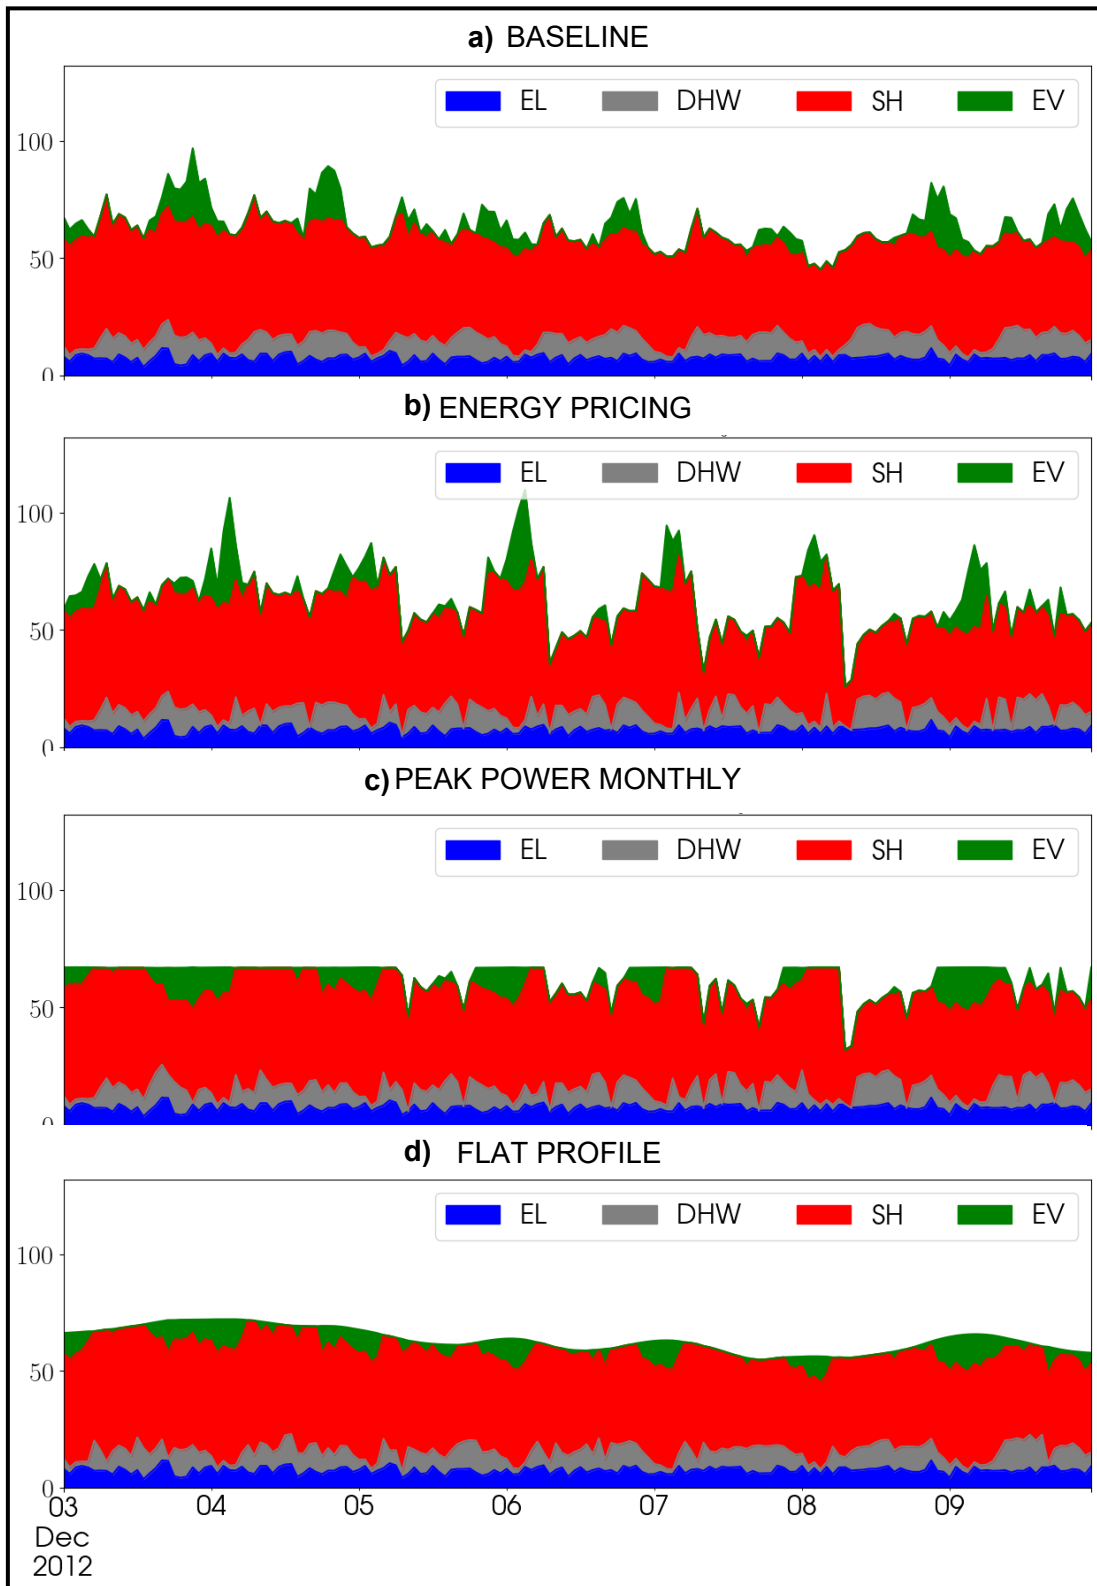 a) BASELINE
EL DHW SH EV
100
50
0
b) ENERGY PRICING
EL DHW SH EV
100
50
0
c) PEAK POWER MONTHLY
EL DHW SH EV
100
50
0
d) FLAT PROFILE
EL DHW SH EV
100
50
0
03 04 05 06 07 08 09
Dec
2012